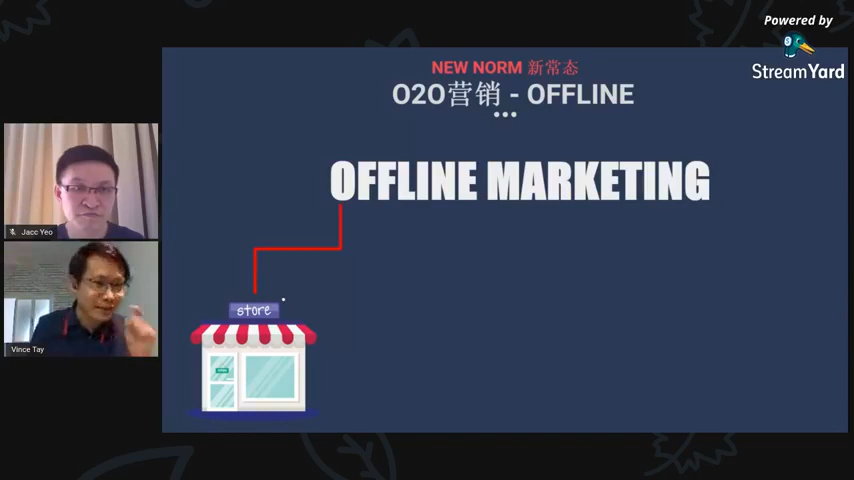 Powered by
StreamYard
NEW NORM 新常态
O2O营销 - OFFLINE
OFFLINE MARKETING
Jacc Yeo
store
Vince Tay